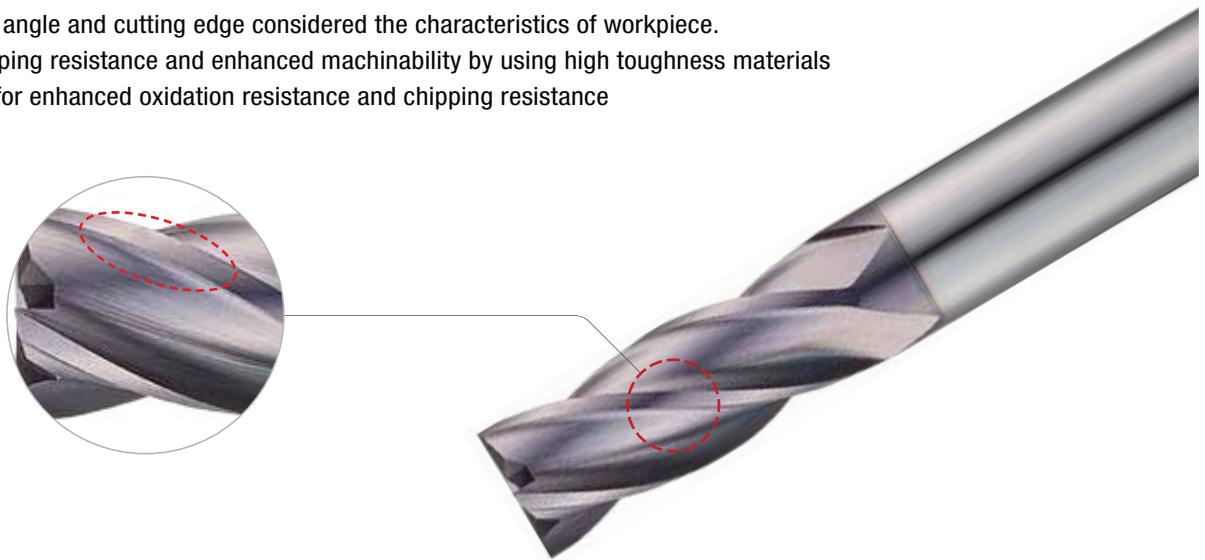 angle and cutting edge considered the characteristics of workpiece.
resistance and enhanced machinability by using high toughness materials
for enhanced oxidation resistance and chipping resistance